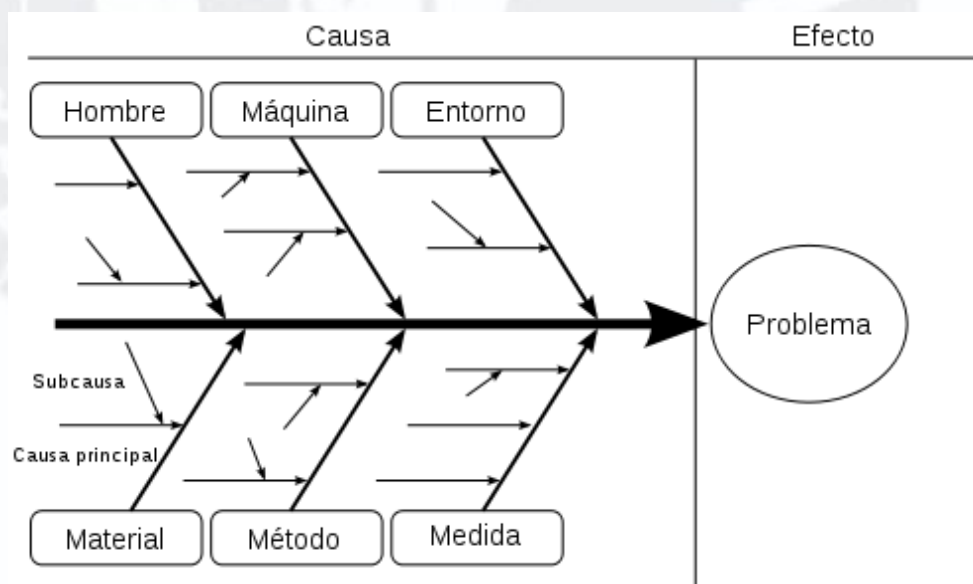 Causa
Efecto
Hombre
Máquina
Entorno
Problema
Subcausa
Causa principal
Material
Método
Medida